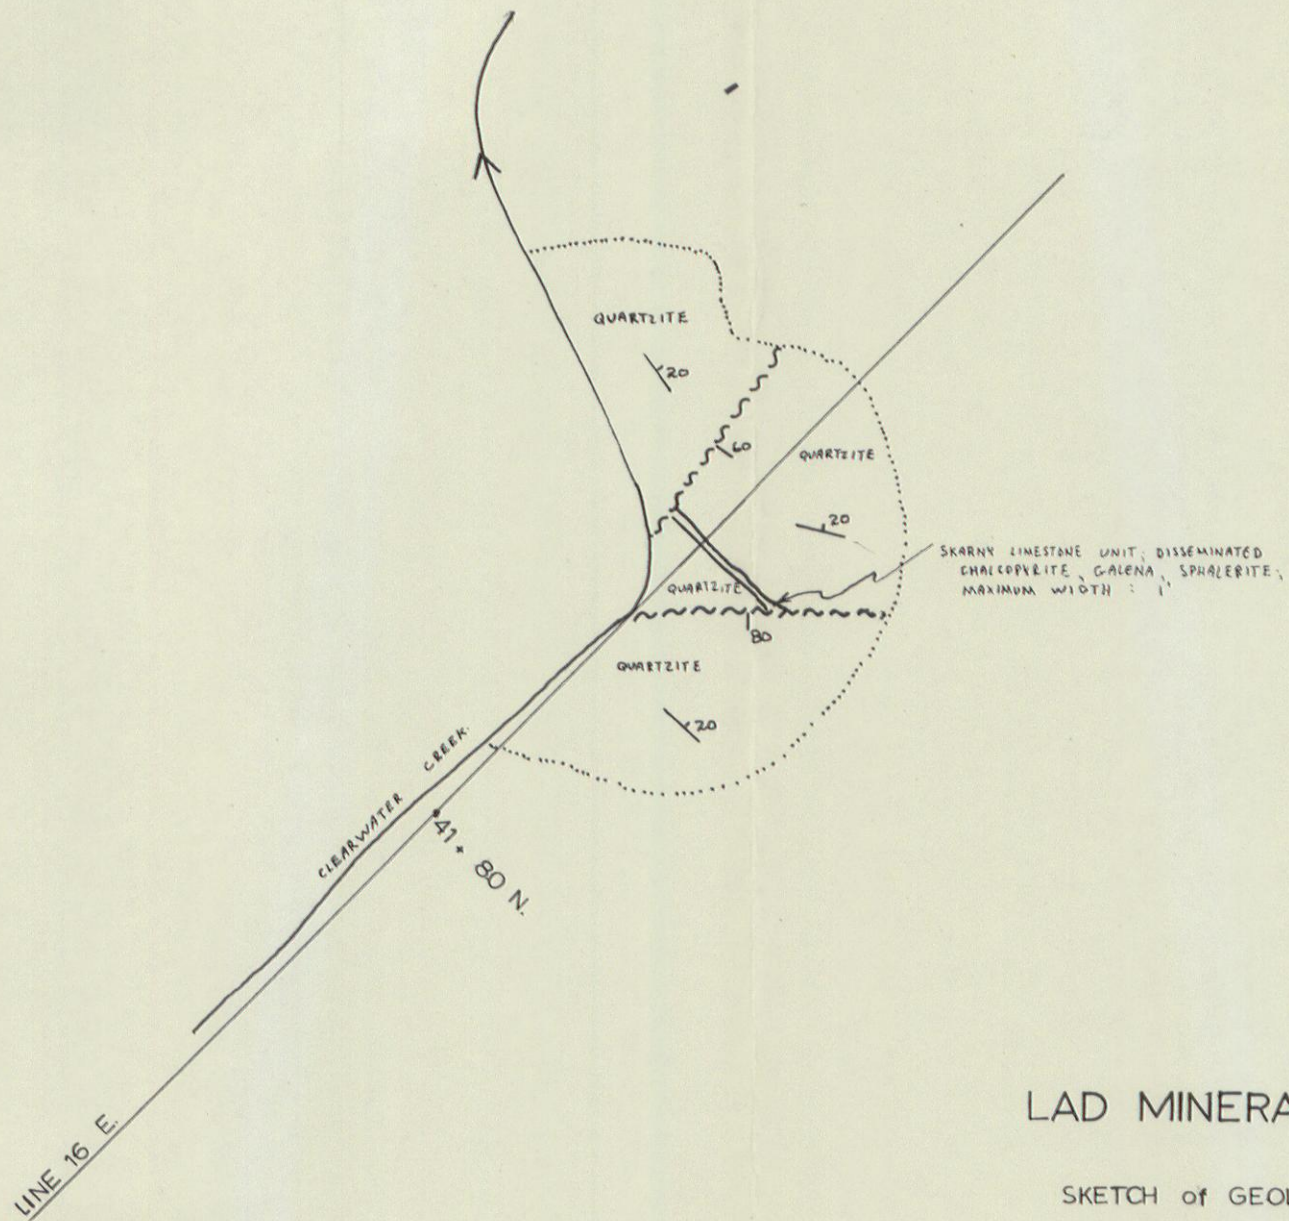 QUARTZITE
20
60
QUARTZITE
20
SKARNY LIMESTONE UNIT; DISSEMINATED
CHALCOPYRITE, GALENA, SPHALERITE;
MAXIMUM WIDTH : 1'
QUARTZITE
80
QUARTZITE
20
CLEARWATER CREEK.
41+ 80 N.
LINE 16 E.
LAD MINERA
SKETCH of GEOL